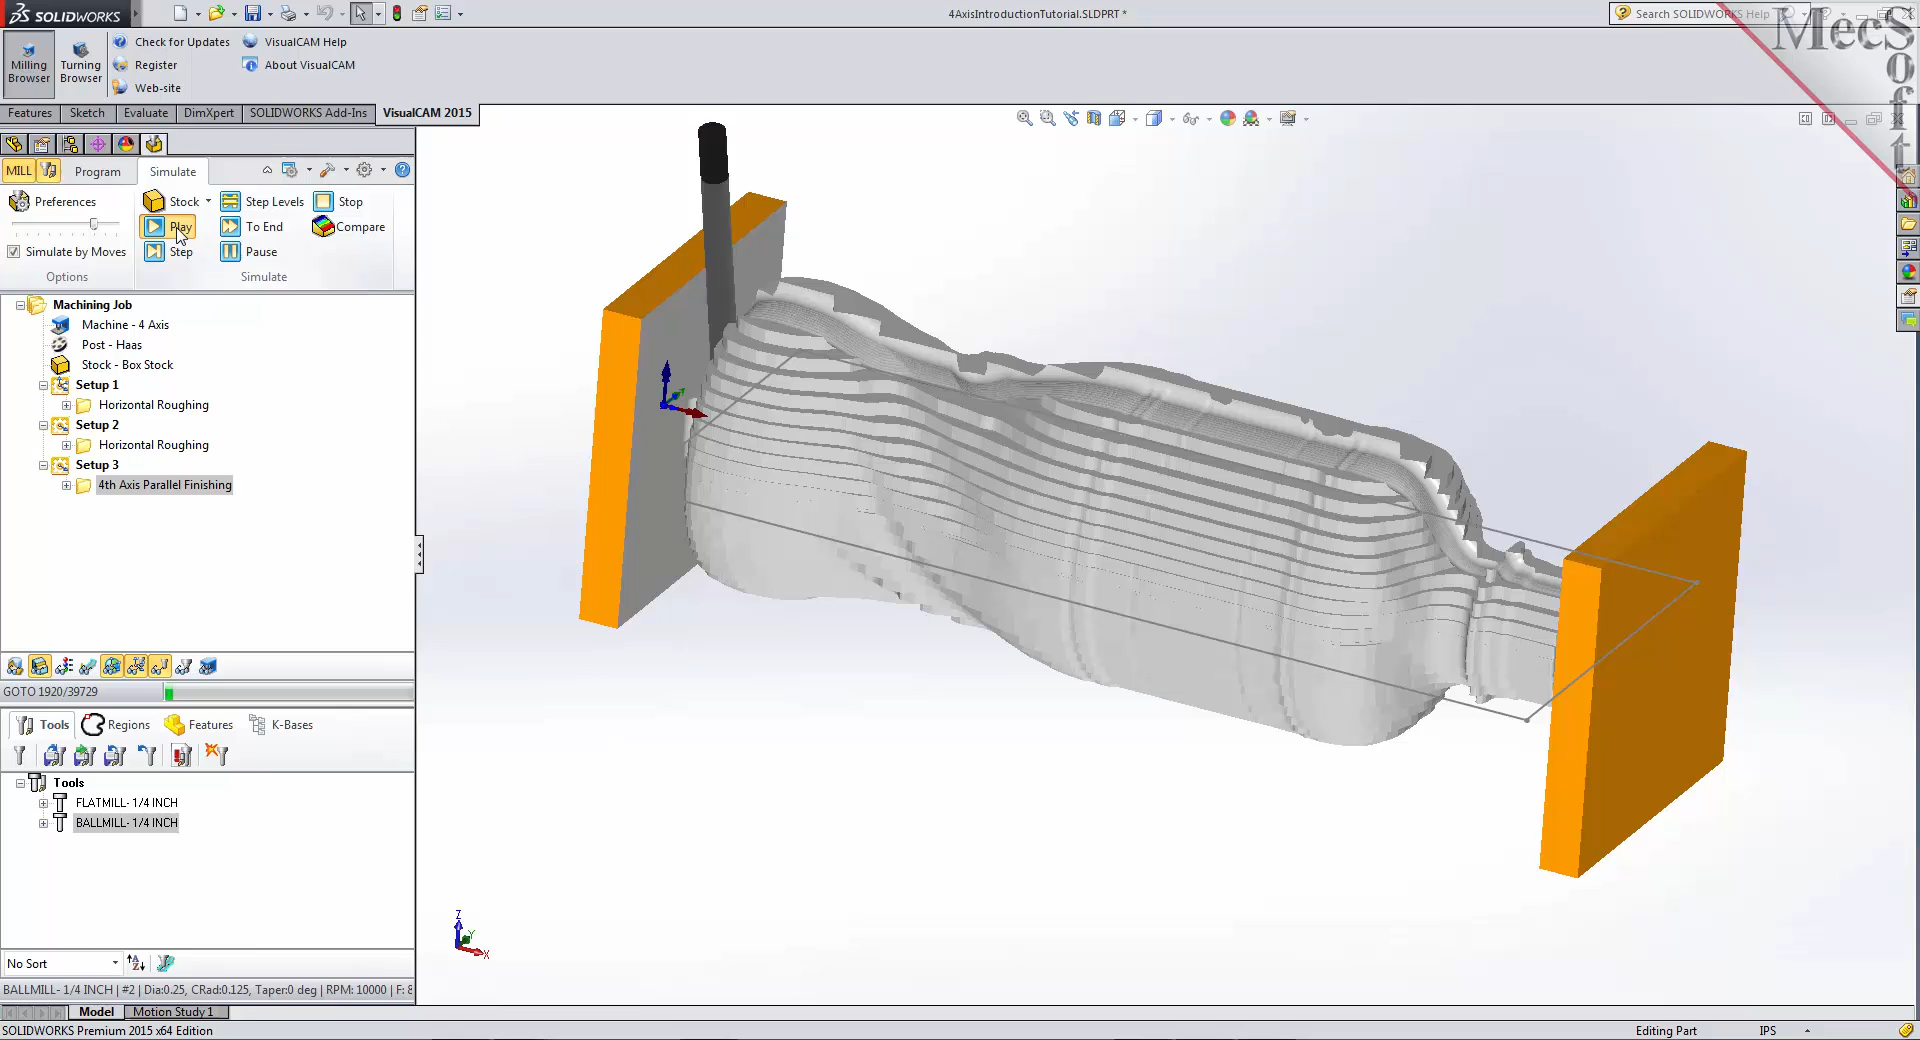 SOLIDWORKS
4AxisIntroductionTutorial.SLDPRT *
Search SOLIDWORKS Help
MecSoft
Milling Browser
Turning Browser
Check for Updates
Register
Web-site
VisualCAM Help
About VisualCAM
Features
Sketch
Evaluate
DimXpert
SOLIDWORKS Add-Ins
VisualCAM 2015
MILL
Program
Simulate
Preferences
Simulate by Moves
Options
Stock
Play
Step
Step Levels
To End
Pause
Stop
Compare
Simulate
Machining Job
Machine - 4 Axis
Post - Haas
Stock - Box Stock
Setup 1
Horizontal Roughing
Setup 2
Horizontal Roughing
Setup 3
4th Axis Parallel Finishing
GOTO 1920/39729
Tools
Regions
Features
K-Bases
Tools
FLATMILL- 1/4 INCH
BALLMILL- 1/4 INCH
Z
Y
X
No Sort
BALLMILL- 1/4 INCH | #2 | Dia:0.25, CRad:0.125, Taper:0 deg | RPM: 10000 | F: 8
Model
Motion Study 1
SOLIDWORKS Premium 2015 x64 Edition
Editing Part
IPS